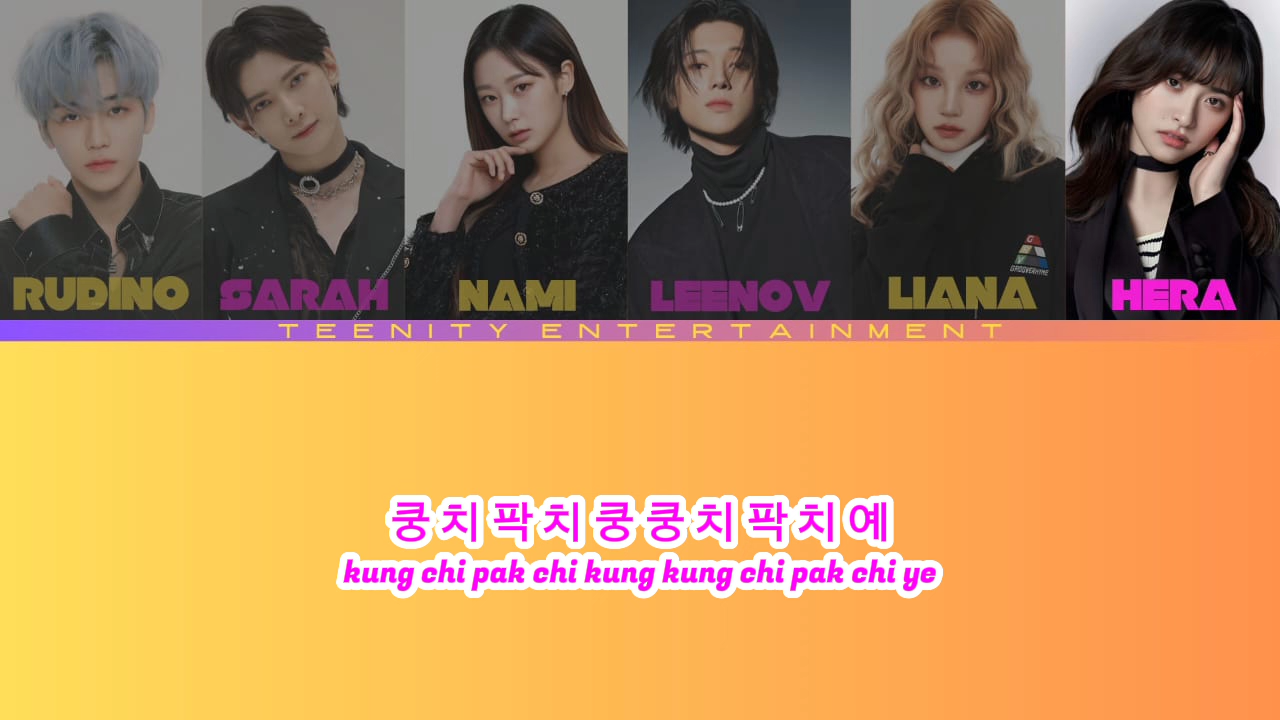 RUDINO SARAH NAMI LEENOV LIANA HERA
GROOVERHYME
TEENITY ENTERTAINMENT
쿵치팍치쿵쿵치팍치예
kung chi pak chi kung kung chi pak chi ye